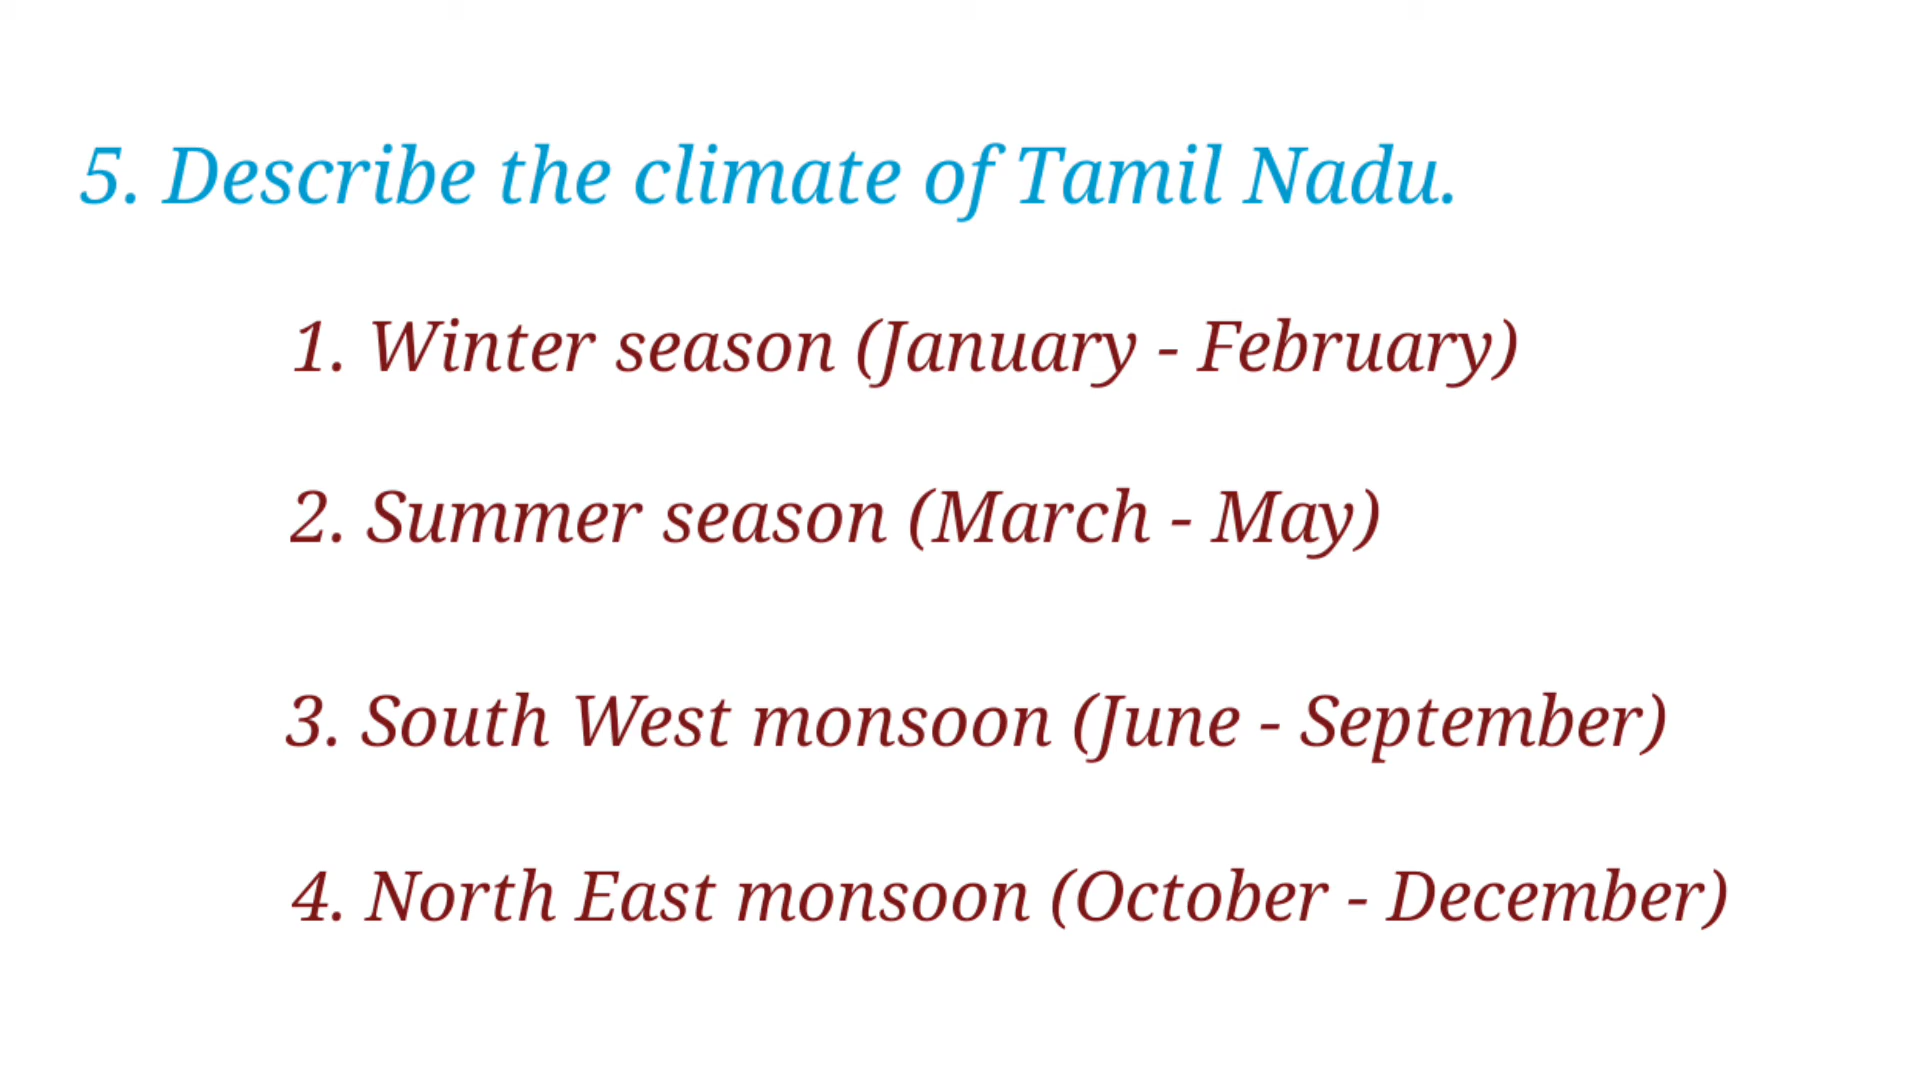 5. Describe the climate of Tamil Nadu.
1. Winter season (January - February)
2. Summer season (March - May)
3. South West monsoon (June - September)
4. North East monsoon (October - December)